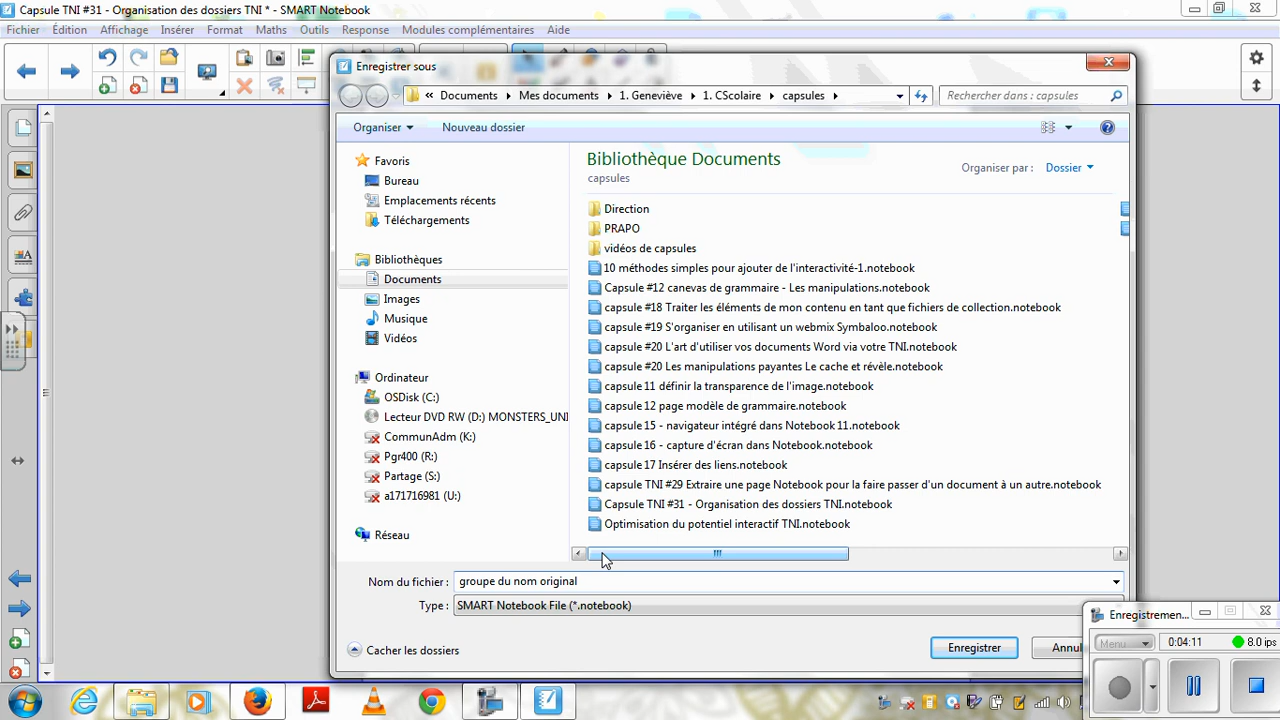 Capsule TNI #31 - Organisation des dossiers TNI * - SMART Notebook
Fichier Édition Affichage Insérer Format Maths Outils Response Modules complémentaires Aide
Enregistrer sous
« Documents Mes documents 1. Geneviève 1. CScolaire capsules
Rechercher dans : capsules
Organiser Nouveau dossier
Favoris
Bureau
Emplacements récents
Téléchargements
Bibliothèques
Documents
Images
Musique
Vidéos
Ordinateur
OSDisk (C:)
Lecteur DVD RW (D:) MONSTERS_UNI
CommunAdm (K:)
Pgr400 (R:)
Partage (S:)
a171716981 (U:)
Réseau
Bibliothèque Documents
capsules
Organiser par : Dossier
Direction
PRAPO
vidéos de capsules
10 méthodes simples pour ajouter de l'interactivité-1.notebook
Capsule #12 canevas de grammaire - Les manipulations.notebook
capsule #18 Traiter les éléments de mon contenu en tant que fichiers de collection.notebook
capsule #19 S'organiser en utilisant un webmix Symbaloo.notebook
capsule #20 L'art d'utiliser vos documents Word via votre TNI.notebook
capsule #20 Les manipulations payantes Le cache et révèle.notebook
capsule 11 définir la transparence de l'image.notebook
capsule 12 page modèle de grammaire.notebook
capsule 15 - navigateur intégré dans Notebook 11.notebook
capsule 16 - capture d'écran dans Notebook.notebook
capsule 17 Insérer des liens.notebook
capsule TNI #29 Extraire une page Notebook pour la faire passer d'un document à un autre.notebook
Capsule TNI #31 - Organisation des dossiers TNI.notebook
Optimisation du potentiel interactif TNI.notebook
Nom du fichier : groupe du nom original
Type : SMART Notebook File (*.notebook)
Cacher les dossiers
Enregistrer
Annul
Enregistremen...
Menu 0:04:11 8.0 ips